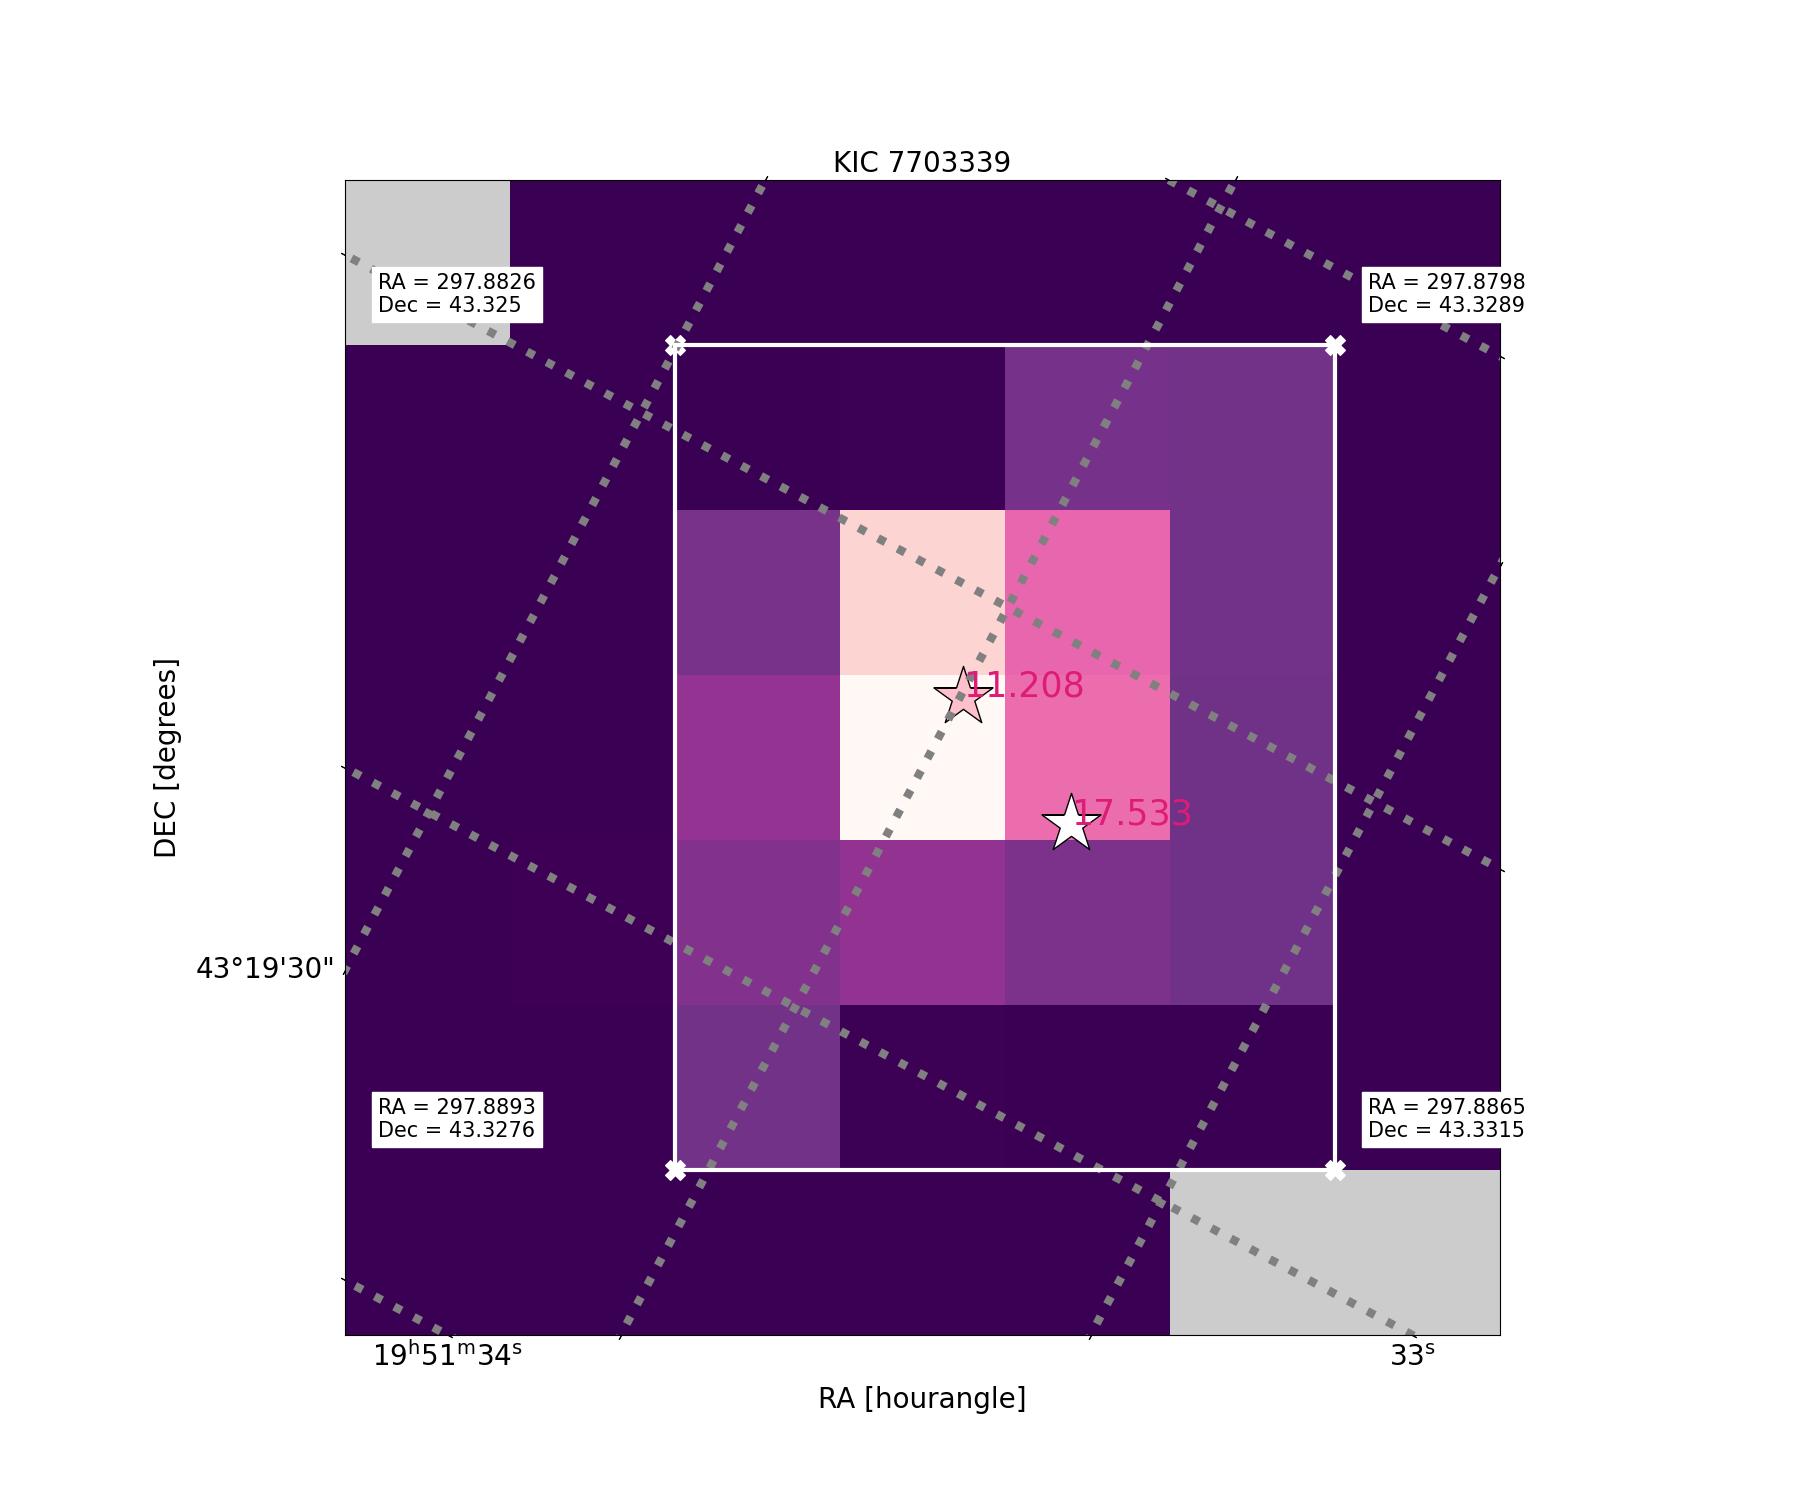 KIC 7703339
RA = 297.8826
Dec = 43.325
RA = 297.8798
Dec = 43.3289
11.208
17.533
DEC [degrees]
43°19'30"
RA = 297.8893
Dec = 43.3276
RA = 297.8865
Dec = 43.3315
19ʰ51ᵐ34ˢ
33ˢ
RA [hourangle]